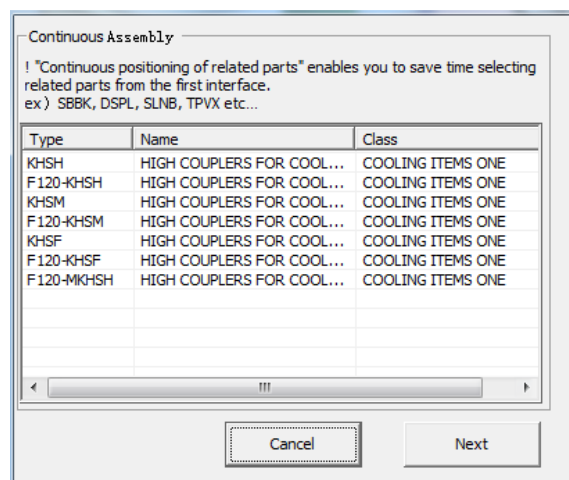 Continuous Assembly
! "Continuous positioning of related parts" enables you to save time selecting
related parts from the first interface.
ex) SBBK, DSPL, SLNB, TPVX etc...
Type Name Class
KHSH HIGH COUPLERS FOR COOL... COOLING ITEMS ONE
F120-KHSH HIGH COUPLERS FOR COOL... COOLING ITEMS ONE
KHSM HIGH COUPLERS FOR COOL... COOLING ITEMS ONE
F120-KHSM HIGH COUPLERS FOR COOL... COOLING ITEMS ONE
KHSF HIGH COUPLERS FOR COOL... COOLING ITEMS ONE
F120-KHSF HIGH COUPLERS FOR COOL... COOLING ITEMS ONE
F120-MKHSH HIGH COUPLERS FOR COOL... COOLING ITEMS ONE
Cancel Next